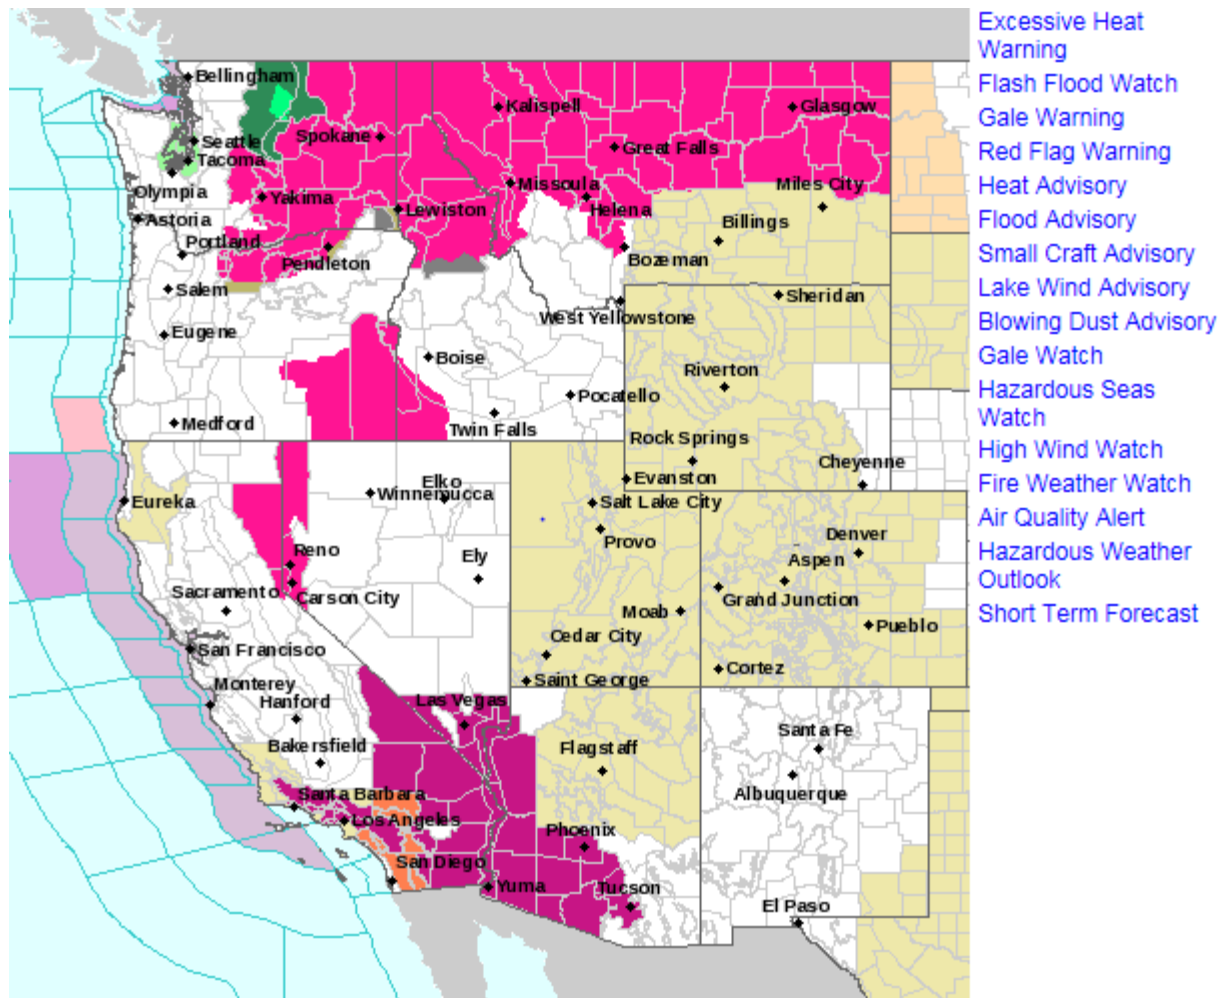 Excessive Heat
Warning
Flash Flood Watch
Gale Warning
Red Flag Warning
Heat Advisory
Flood Advisory
Small Craft Advisory
Lake Wind Advisory
Blowing Dust Advisory
Gale Watch
Hazardous Seas
Watch
High Wind Watch
Fire Weather Watch
Air Quality Alert
Hazardous Weather
Outlook
Short Term Forecast
Bellingham
Kalispell
Glasgow
Spokane
Seattle
Great Falls
Tacoma
Missoula
Miles City
Olympia
Yakima
Lewiston
Helena
Astoria
Billings
Portland
Pendleton
Bozeman
Salem
Sheridan
West Yellowstone
Eugene
Boise
Riverton
Pocatello
Medford
Twin Falls
Rock Springs
Cheyenne
Elko
Evanston
Winnemucca
Eureka
Salt Lake City
Denver
Provo
Reno
Ely
Aspen
Sacramento
Carson City
Grand Junction
Moab
Pueblo
Cedar City
San Francisco
Cortez
Saint George
Monterey
Hanford
Las Vegas
Santa Fe
Bakersfield
Flagstaff
Albuquerque
Santa Barbara
Los Angeles
Phoenix
San Diego
Yuma
Tucson
El Paso